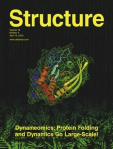 Structure
Dynameomics: Protein Folding
and Dynamics Go Large-Scale!